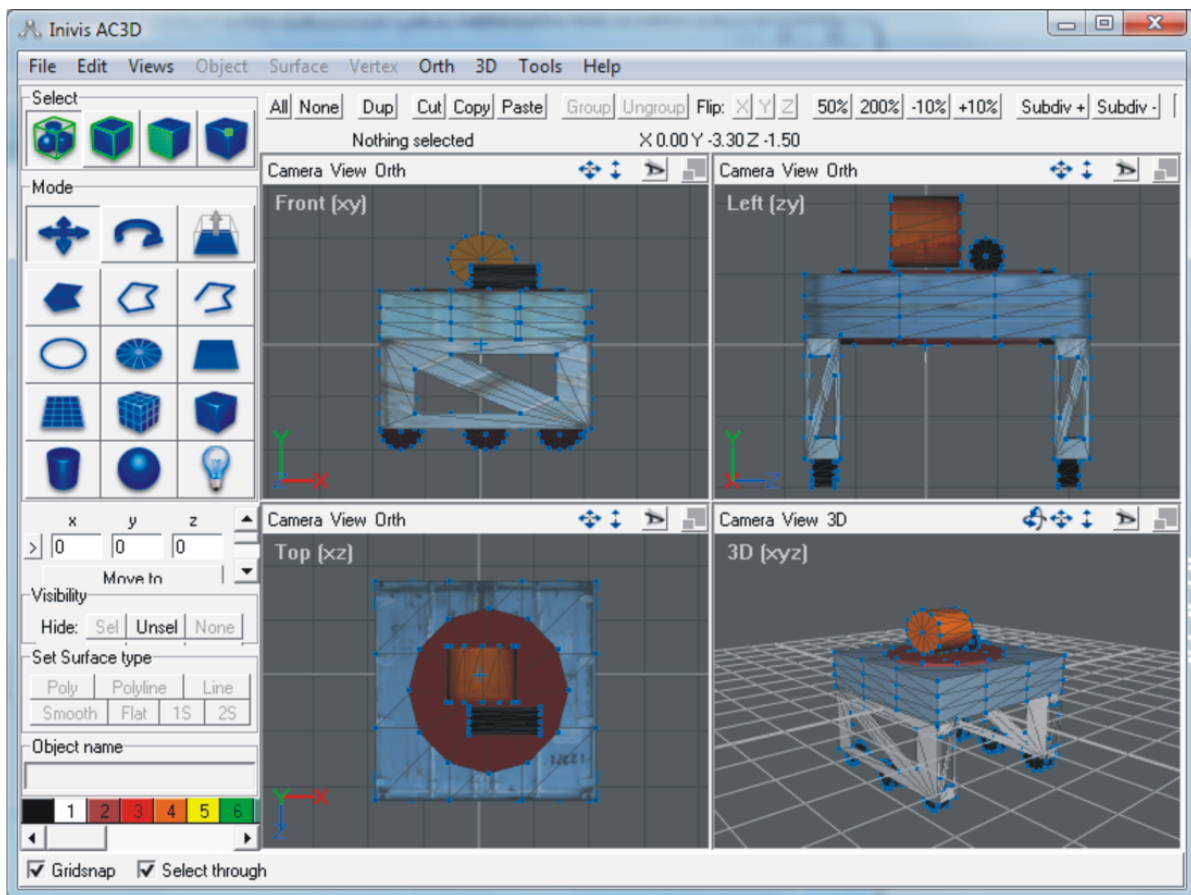 Inivis AC3D
File Edit Views Object Surface Vertex Orth 3D Tools Help
Select
All None Dup Cut Copy Paste Group Ungroup Flip: X Y Z 50% 200% -10% +10% Subdiv + Subdiv -
Nothing selected X 0.00 Y -3.30 Z -1.50
Camera View Orth
Front (xy)
Y
Z X
Camera View Orth
Left (zy)
Y
X Z
Mode
x y z
> 0 0 0
Move to
Visibility
Hide: Sel Unsel None
Set Surface type
Poly Polyline Line
Smooth Flat 1S 2S
Object name
1 2 3 4 5 6
Camera View Orth
Top (xz)
Y X
Z
Camera View 3D
3D (xyz)
Gridsnap Select through